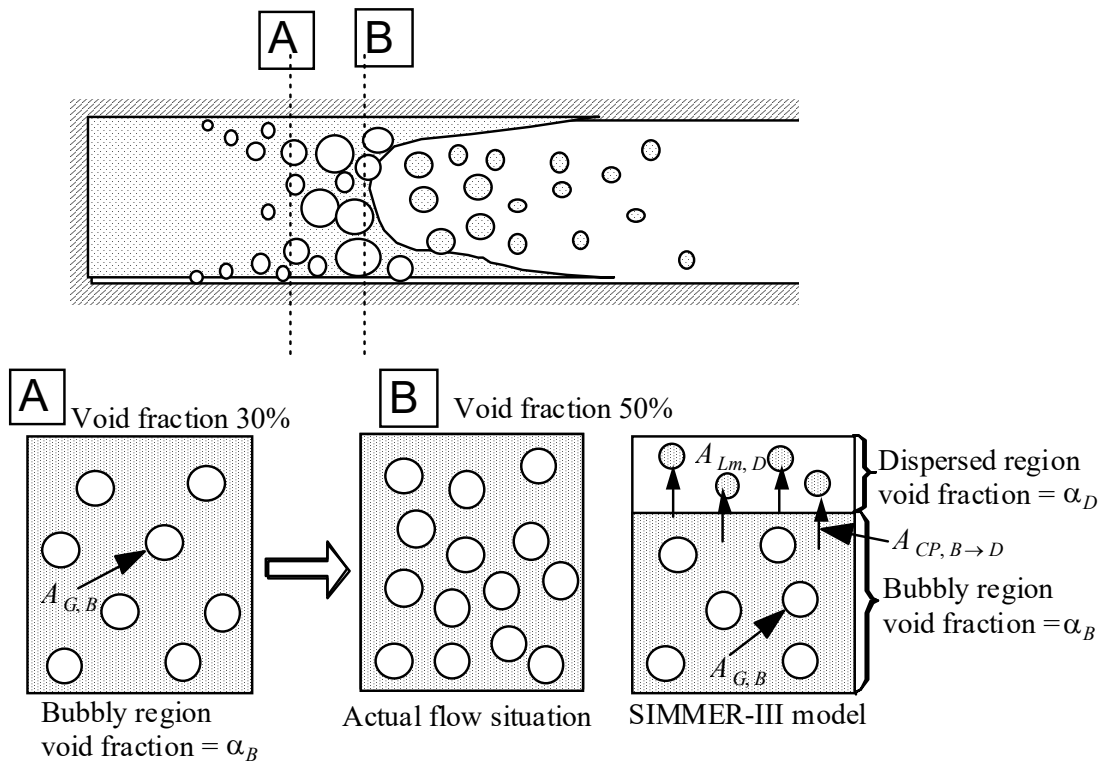 A
B
A
Void fraction 30%
B
Void fraction 50%
A_{G, B}
A_{Lm, D}
Dispersed region
void fraction = α_D
A_{CP, B→D}
Bubbly region
void fraction =α_B
A_{G, B}
Bubbly region
void fraction = α_B
Actual flow situation
SIMMER-III model